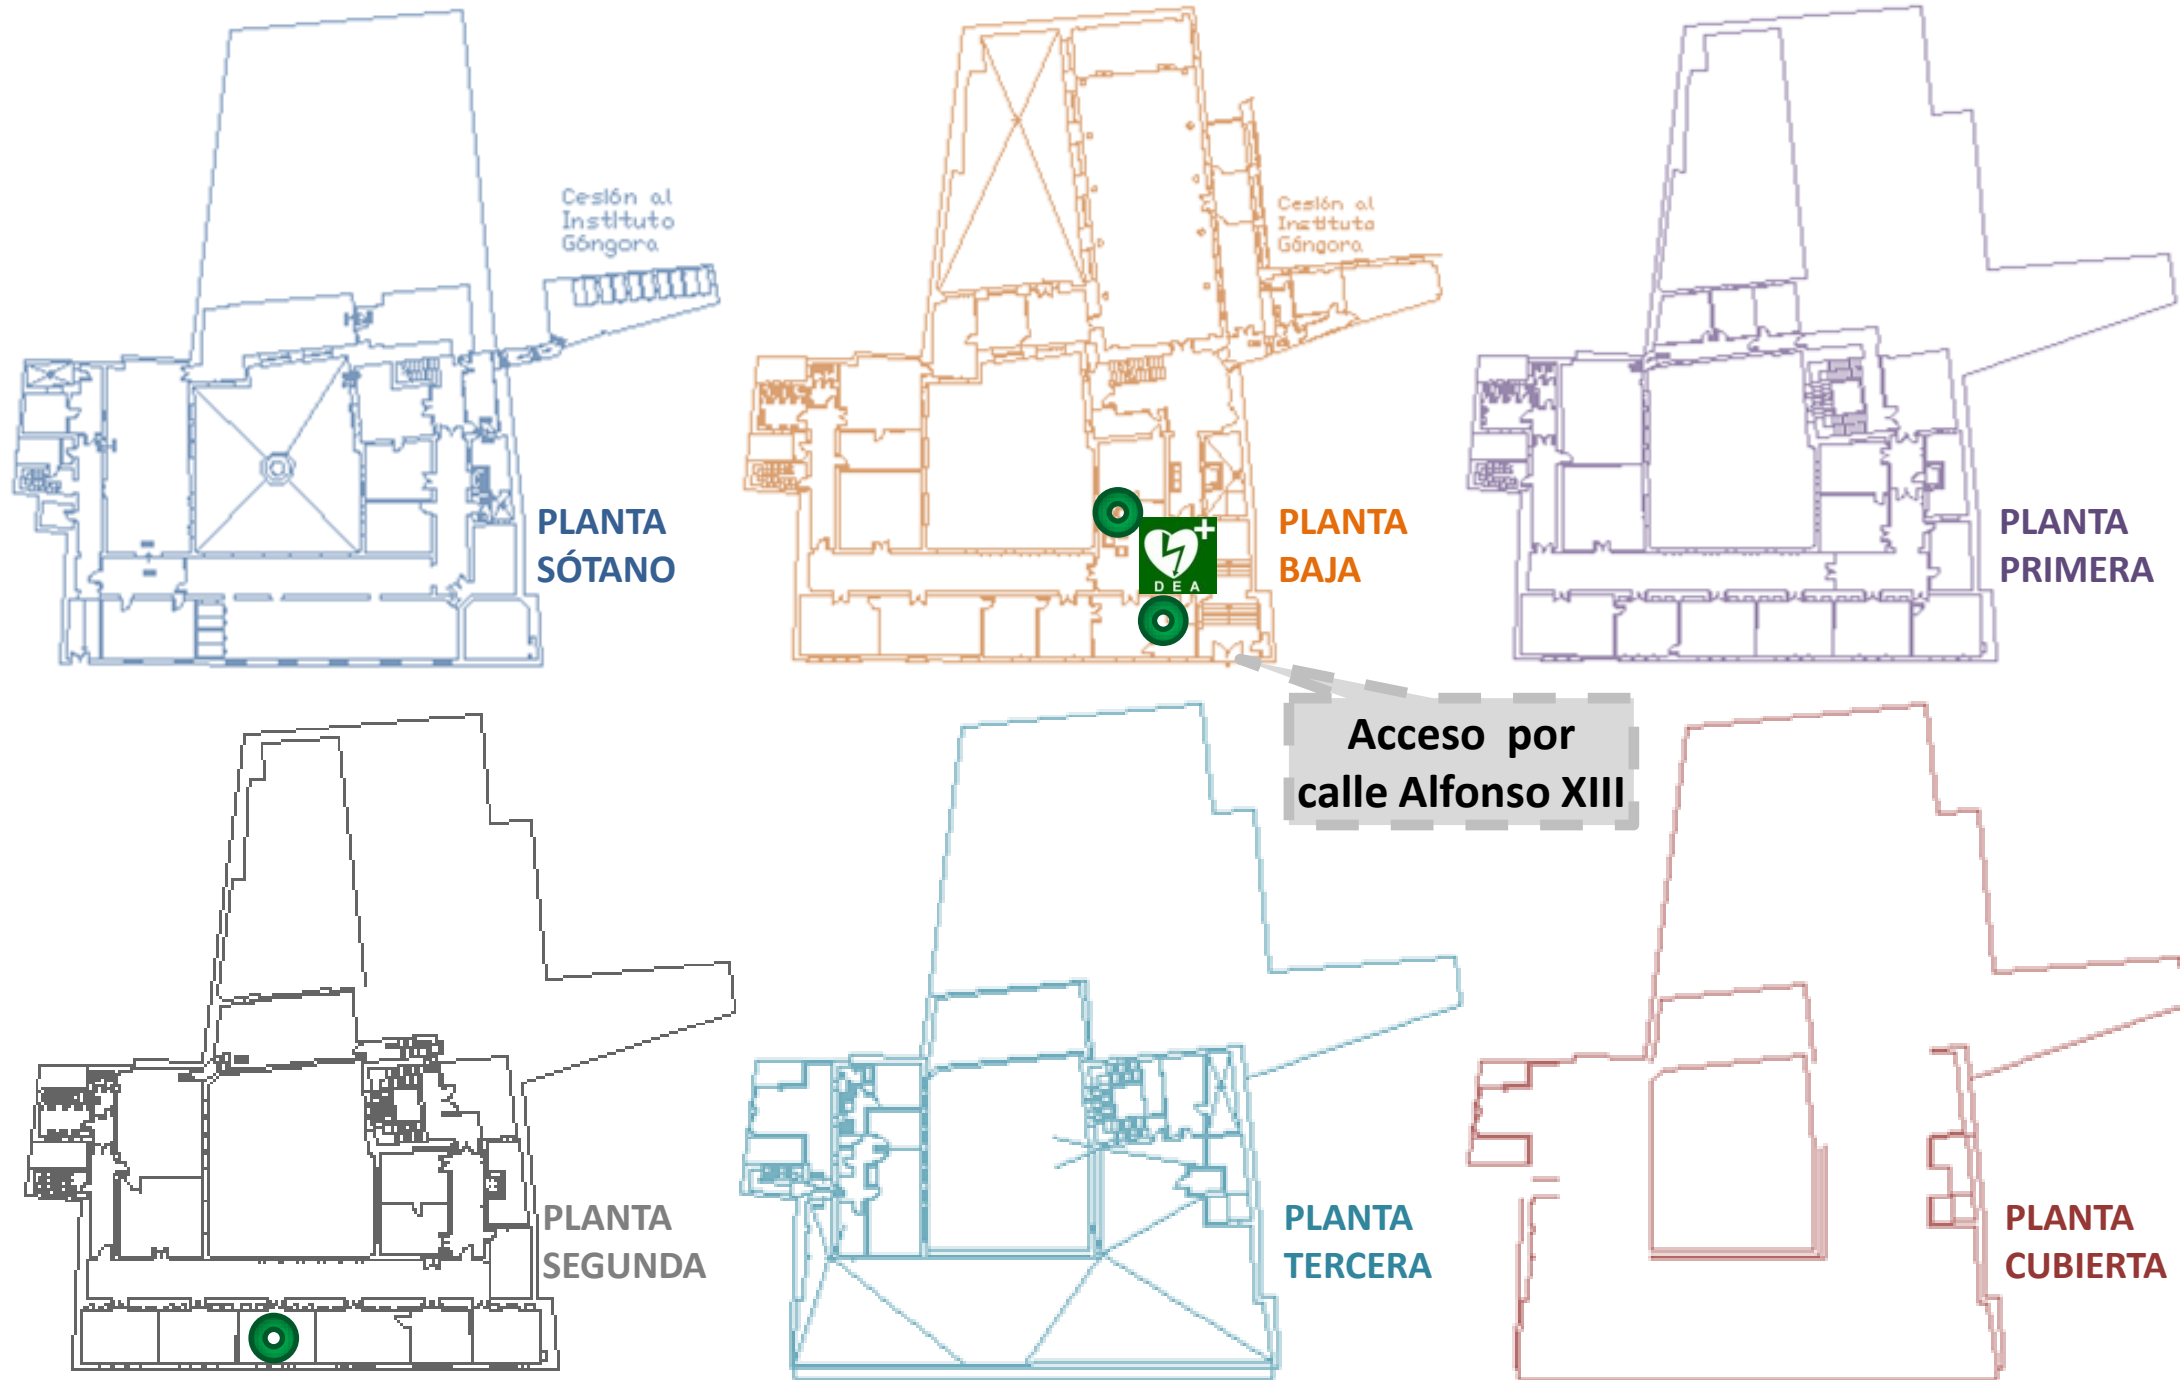 Cesión al
Instituto
Góngora
Cesión al
Instituto
Góngora
PLANTA
SÓTANO
DEA
PLANTA
BAJA
PLANTA
PRIMERA
Acceso por
calle Alfonso XIII
PLANTA
SEGUNDA
PLANTA
TERCERA
PLANTA
CUBIERTA